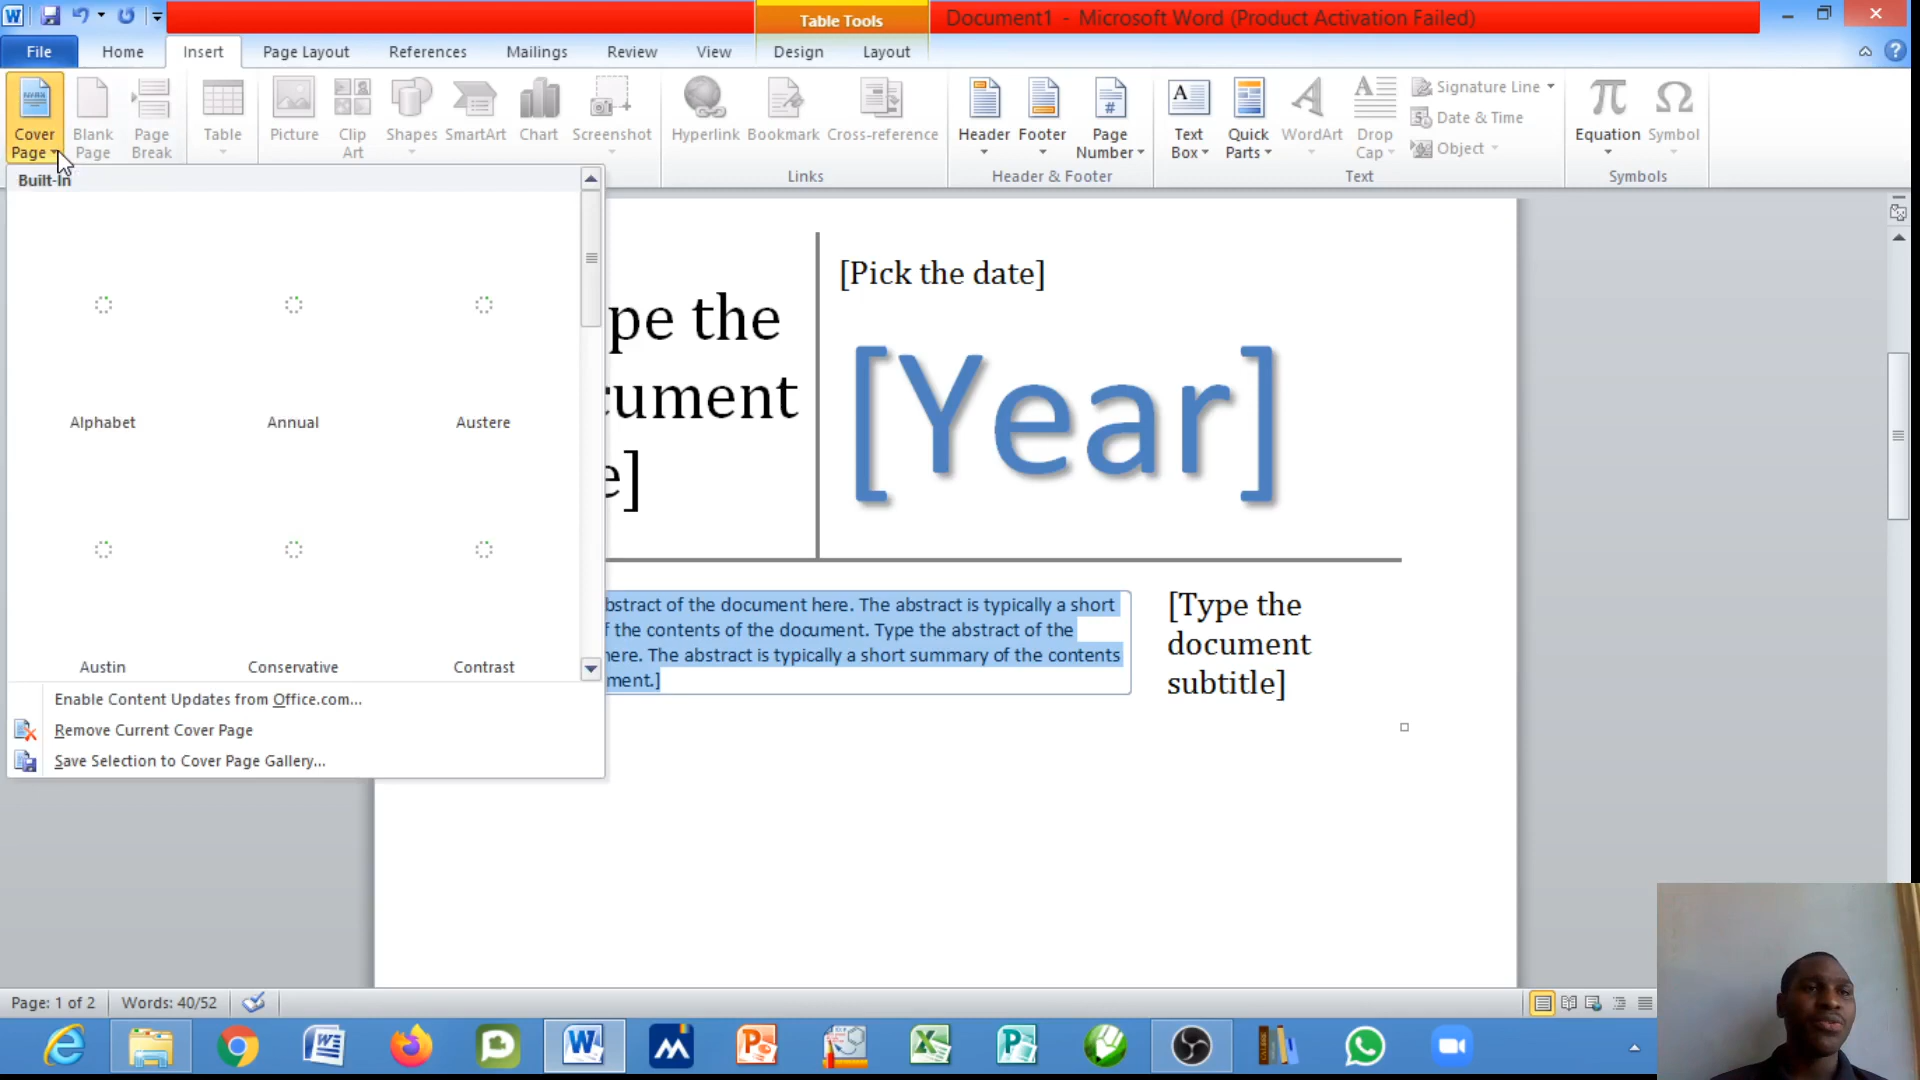 Table Tools
Document1 - Microsoft Word (Product Activation Failed)
File
Home
Insert
Page Layout
References
Mailings
Review
View
Design
Layout
Cover Page
Blank Page
Page Break
Table
Picture
Clip Art
Shapes
SmartArt
Chart
Screenshot
Hyperlink
Bookmark
Cross-reference
Header
Footer
Page Number
Text Box
Quick Parts
WordArt
Drop Cap
Signature Line
Date & Time
Object
Equation
Symbol
Links
Header & Footer
Text
Symbols
Built-In
Alphabet
Annual
Austere
Austin
Conservative
Contrast
Enable Content Updates from Office.com...
Remove Current Cover Page
Save Selection to Cover Page Gallery...
pe the
cument
e]
[Pick the date]
[Year]
bstract of the document here. The abstract is typically a short
f the contents of the document. Type the abstract of the
here. The abstract is typically a short summary of the contents
ment.]
[Type the
document
subtitle]
Page: 1 of 2
Words: 40/52